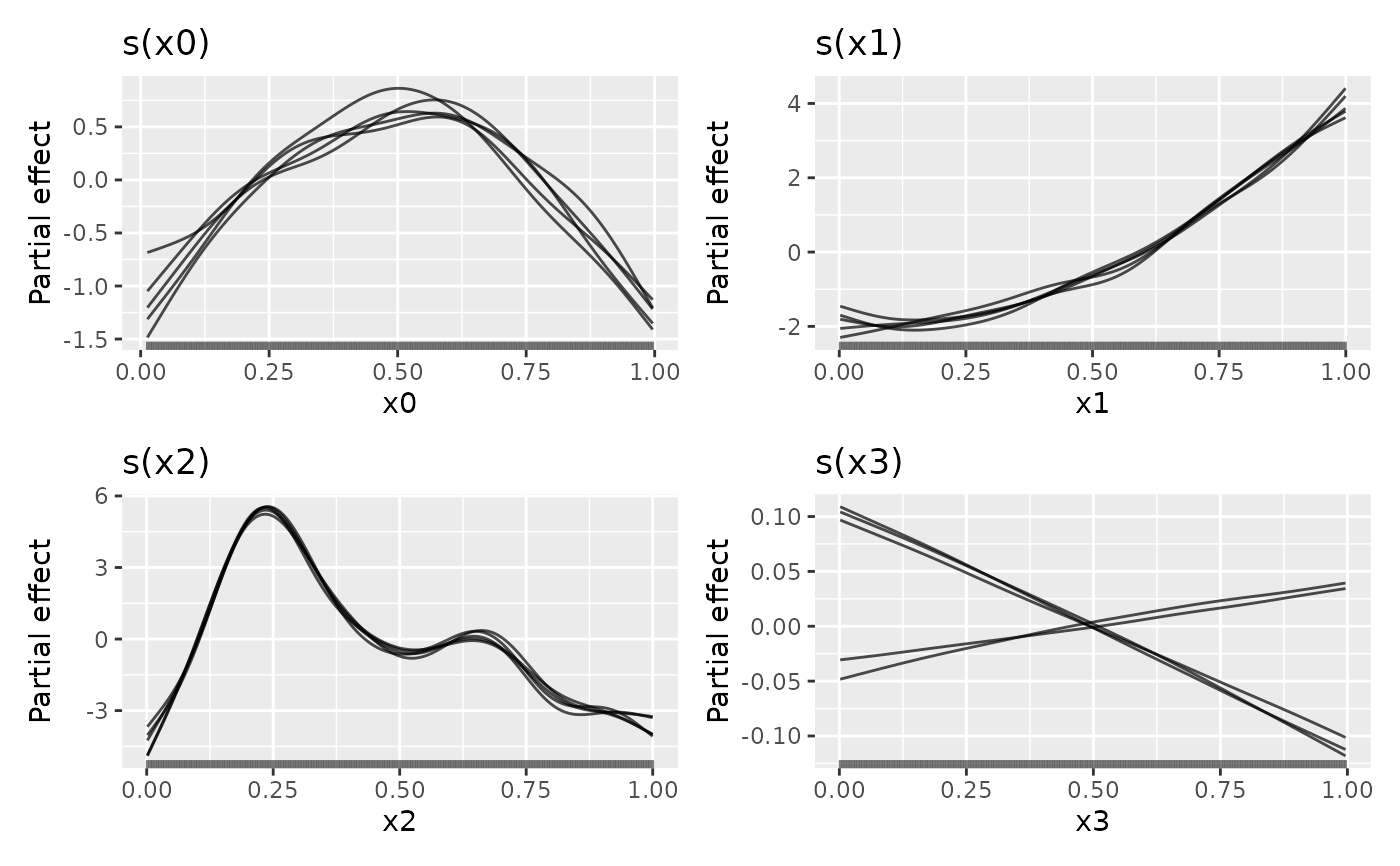 s(x0)
Partial effect
0.5
0.0
-0.5
-1.0
-1.5
0.00 0.25 0.50 0.75 1.00
x0
s(x1)
Partial effect
4
2
0
-2
0.00 0.25 0.50 0.75 1.00
x1
s(x2)
Partial effect
6
3
0
-3
0.00 0.25 0.50 0.75 1.00
x2
s(x3)
Partial effect
0.10
0.05
0.00
-0.05
-0.10
0.00 0.25 0.50 0.75 1.00
x3